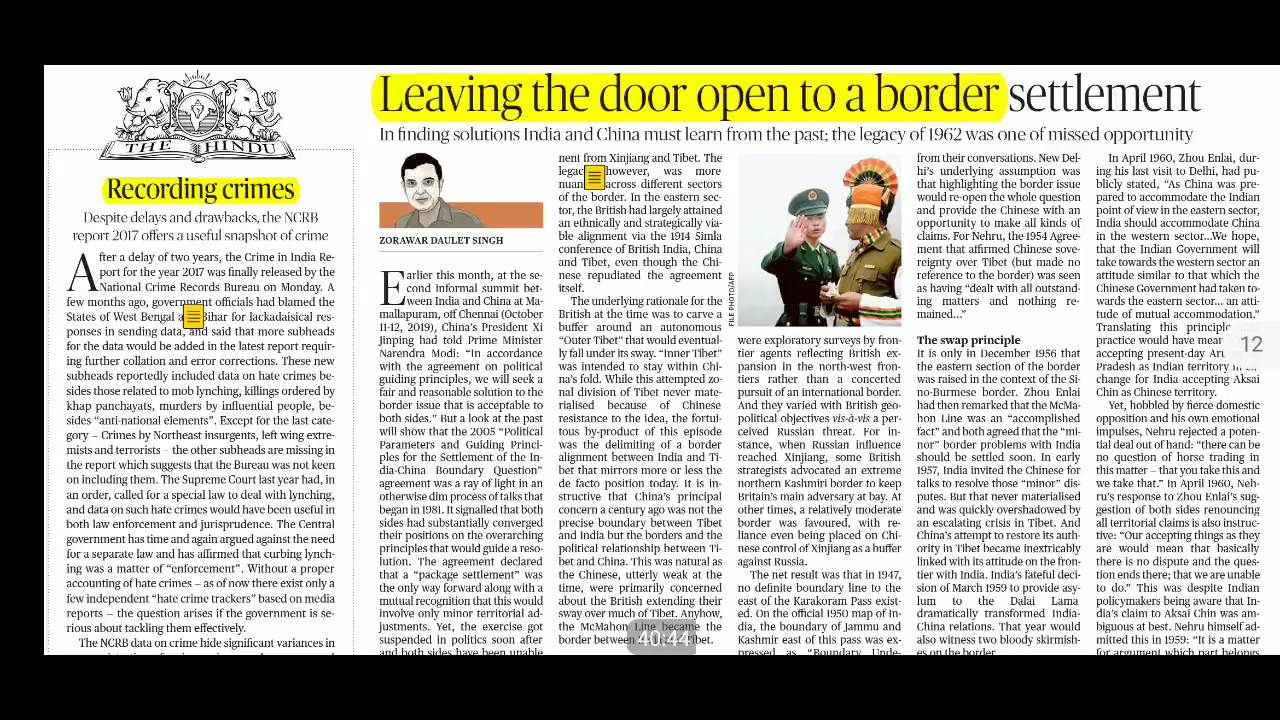 THE HINDU
Recording crimes
Despite delays and drawbacks, the NCRB
report 2017 offers a useful snapshot of crime
After a delay of two years, the Crime in India Re-
port for the year 2017 was finally released by the
National Crime Records Bureau on Monday. A
few months ago, government officials had blamed the
States of West Bengal a Bihar for lackadaisical res-
ponses in sending data, and said that more subheads
for the data would be added in the latest report requir-
ing further collation and error corrections. These new
subheads reportedly included data on hate crimes be-
sides those related to mob lynching, killings ordered by
khap panchayats, murders by influential people, be-
sides “anti-national elements”. Except for the last cate-
gory – Crimes by Northeast insurgents, left wing extre-
mists and terrorists – the other subheads are missing in
the report which suggests that the Bureau was not keen
on including them. The Supreme Court last year had, in
an order, called for a special law to deal with lynching,
and data on such hate crimes would have been useful in
both law enforcement and jurisprudence. The Central
government has time and again argued against the need
for a separate law and has affirmed that curbing lynch-
ing was a matter of “enforcement”. Without a proper
accounting of hate crimes – as of now there exist only a
few independent “hate crime trackers” based on media
reports – the question arises if the government is se-
rious about tackling them effectively.
The NCRB data on crime hide significant variances in
Leaving the door open to a border settlement
In finding solutions India and China must learn from the past; the legacy of 1962 was one of missed opportunity
ZORAWAR DAULET SINGH
Earlier this month, at the se-
cond informal summit bet-
ween India and China at Ma-
mallapuram, off Chennai (October
11-12, 2019), China’s President Xi
Jinping had told Prime Minister
Narendra Modi: “In accordance
with the agreement on political
guiding principles, we will seek a
fair and reasonable solution to the
border issue that is acceptable to
both sides.” But a look at the past
will show that the 2005 “Political
Parameters and Guiding Princi-
ples for the Settlement of the In-
dia-China Boundary Question”
agreement was a ray of light in an
otherwise dim process of talks that
began in 1981. It signalled that both
sides had substantially converged
their positions on the overarching
principles that would guide a reso-
lution. The agreement declared
that a “package settlement” was
the only way forward along with a
mutual recognition that this would
involve only minor territorial ad-
justments. Yet, the exercise got
suspended in politics soon after
and both sides have been unable
nent from Xinjiang and Tibet. The
legac however, was more
nuan across different sectors
of the border. In the eastern sec-
tor, the British had largely attained
an ethnically and strategically via-
ble alignment via the 1914 Simla
conference of British India, China
and Tibet, even though the Chi-
nese repudiated the agreement
itself.
The underlying rationale for the
British at the time was to carve a
buffer around an autonomous
“Outer Tibet” that would eventual-
ly fall under its sway. “Inner Tibet”
was intended to stay within Chi-
na’s fold. While this attempted zo-
nal division of Tibet never mate-
rialised because of Chinese
resistance to the idea, the fortui-
tous by-product of this episode
was the delimiting of a border
alignment between India and Ti-
bet that mirrors more or less the
de facto position today. It is in-
structive that China’s principal
concern a century ago was not the
precise boundary between Tibet
and India but the borders and the
political relationship between Ti-
bet and China. This was natural as
the Chinese, utterly weak at the
time, were primarily concerned
about the British extending their
sway over much of Tibet. Anyhow,
the McMahon Line became the
border between Tibet.
40:44
FILE PHOTO/AFP
were exploratory surveys by fron-
tier agents reflecting British ex-
pansion in the north-west fron-
tiers rather than a concerted
pursuit of an international border.
And they varied with British geo-
political objectives vis-à-vis a per-
ceived Russian threat. For in-
stance, when Russian influence
reached Xinjiang, some British
strategists advocated an extreme
northern Kashmiri border to keep
Britain’s main adversary at bay. At
other times, a relatively moderate
border was favoured, with re-
liance even being placed on Chi-
nese control of Xinjiang as a buffer
against Russia.
The net result was that in 1947,
no definite boundary line to the
east of the Karakoram Pass exist-
ed. On the official 1950 map of In-
dia, the boundary of Jammu and
Kashmir east of this pass was ex-
pressed as “Boundary Unde-
from their conversations. New Del-
hi’s underlying assumption was
that highlighting the border issue
would re-open the whole question
and provide the Chinese with an
opportunity to make all kinds of
claims. For Nehru, the 1954 Agree-
ment that affirmed Chinese sove-
reignty over Tibet (but made no
reference to the border) was seen
as having “dealt with all outstand-
ing matters and nothing re-
mained...”
The swap principle
It is only in December 1956 that
the eastern section of the border
was raised in the context of the Si-
no-Burmese border. Zhou Enlai
had then remarked that the McMa-
hon Line was an “accomplished
fact” and both agreed that the “mi-
nor” border problems with India
should be settled soon. In early
1957, India invited the Chinese for
talks to resolve those “minor” dis-
putes. But that never materialised
and was quickly overshadowed by
an escalating crisis in Tibet. And
China’s attempt to restore its auth-
ority in Tibet became inextricably
linked with its attitude on the fron-
tier with India. India’s fateful deci-
sion of March 1959 to provide asy-
lum to the Dalai Lama
dramatically transformed India-
China relations. That year would
also witness two bloody skirmish-
es on the border.
In April 1960, Zhou Enlai, dur-
ing his last visit to Delhi, had pu-
blicly stated, “As China was pre-
pared to accommodate the Indian
point of view in the eastern sector,
India should accommodate China
in the western sector...We hope,
that the Indian Government will
take towards the western sector an
attitude similar to that which the
Chinese Government had taken to-
wards the eastern sector... an atti-
tude of mutual accommodation.”
Translating this principle
practice would have mean
accepting present-day Aru
Pradesh as Indian territory in
change for India accepting Aksai
Chin as Chinese territory.
Yet, hobbled by fierce domestic
opposition and his own emotional
impulses, Nehru rejected a poten-
tial deal out of hand: “there can be
no question of horse trading in
this matter – that you take this and
we take that.” In April 1960, Neh-
ru’s response to Zhou Enlai’s sug-
gestion of both sides renouncing
all territorial claims is also instruc-
tive: “Our accepting things as they
are would mean that basically
there is no dispute and the question
ends there; that we are unable
to do.” This was despite Indian
policymakers being aware that In-
dia’s claim to Aksai Chin was am-
biguous at best. Nehru himself ad-
mitted this in 1959: “It is a matter
for argument which part belongs
12